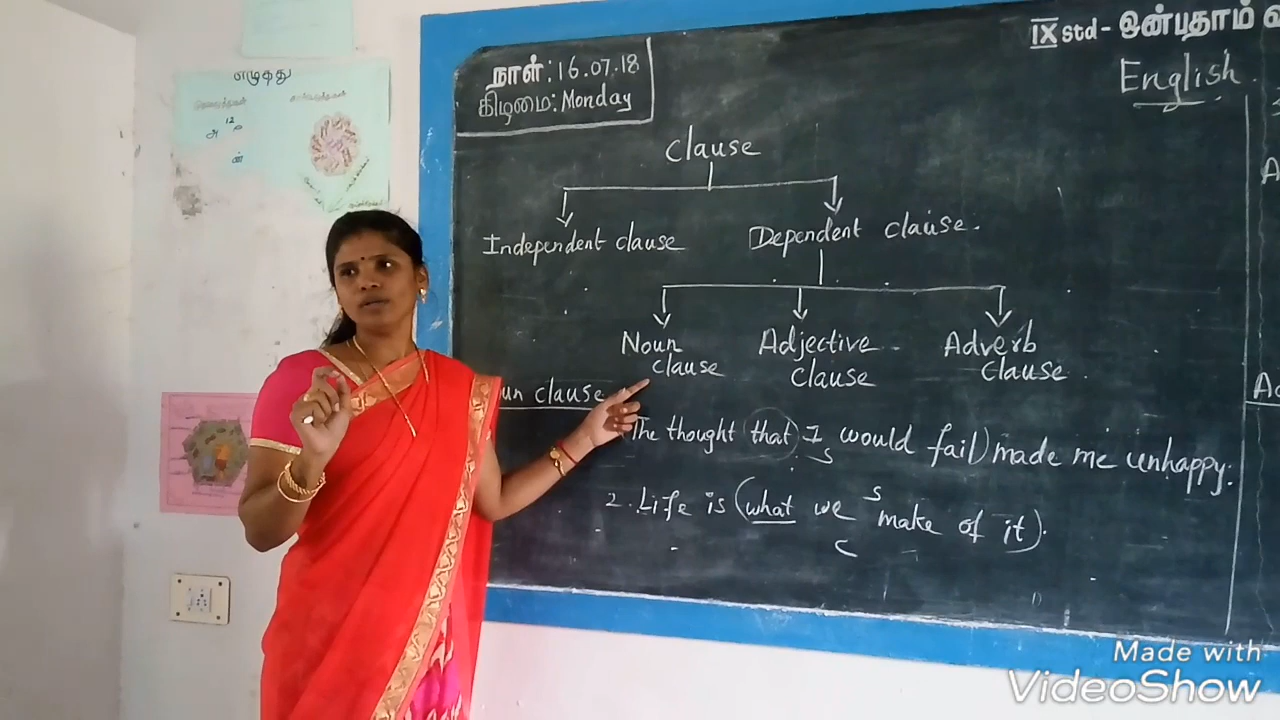 எழுத்து
12
நாள்: 16.07.18
கிழமை: Monday
IX std - ஒன்பதாம்
English
clause
Independent clause
Dependent clause.
Noun clause
Adjective clause
Adverb clause
un clause
The thought (that) I would fail) made me unhappy.
S
2. Life is (what we make of it).
S
C
Made with
VideoShow